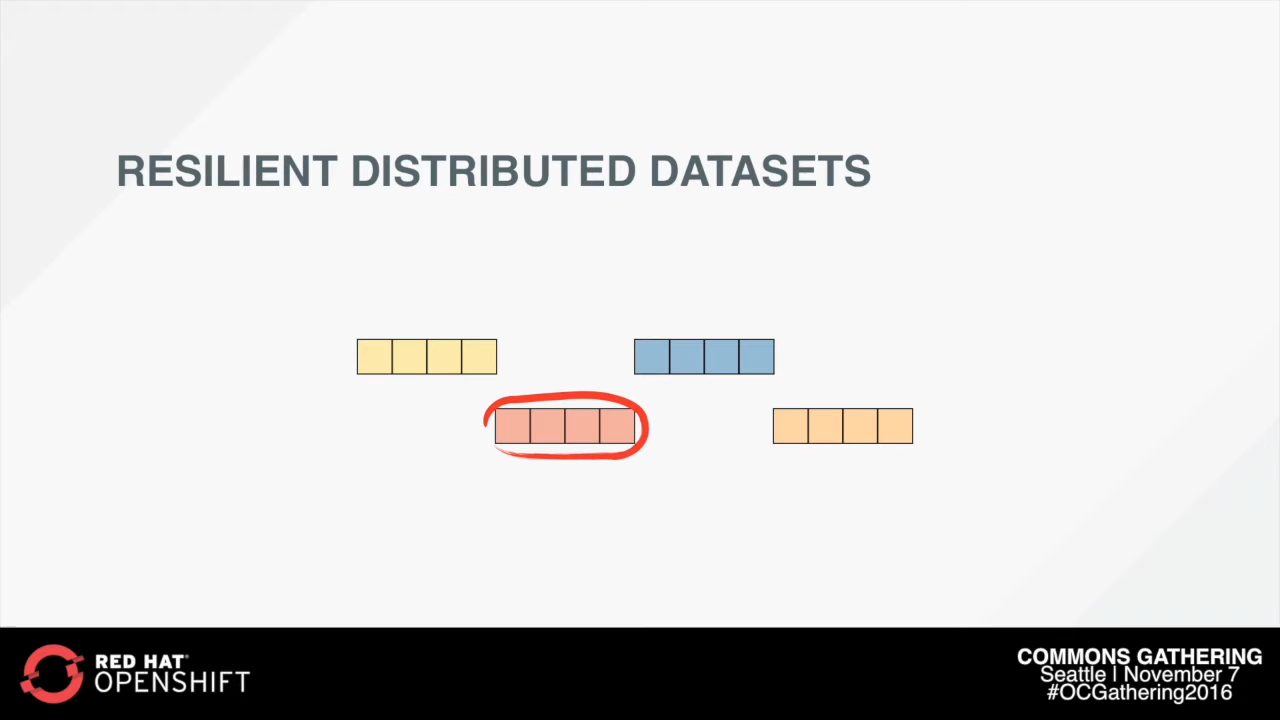 RESILIENT DISTRIBUTED DATASETS
RED HAT®
OPENSHIFT
COMMONS GATHERING
Seattle | November 7
#OCGathering2016